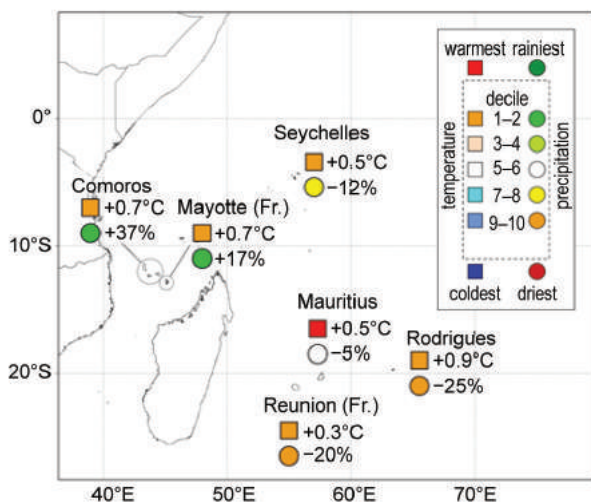 warmest rainiest
decile
1–2
3–4
5–6
7–8
9–10
temperature
precipitation
coldest driest
0°
10°S
20°S
40°E
50°E
60°E
70°E
Seychelles
+0.5°C
−12%
Comoros
+0.7°C
+37%
Mayotte (Fr.)
+0.7°C
+17%
Mauritius
+0.5°C
−5%
Rodrigues
+0.9°C
−25%
Reunion (Fr.)
+0.3°C
−20%